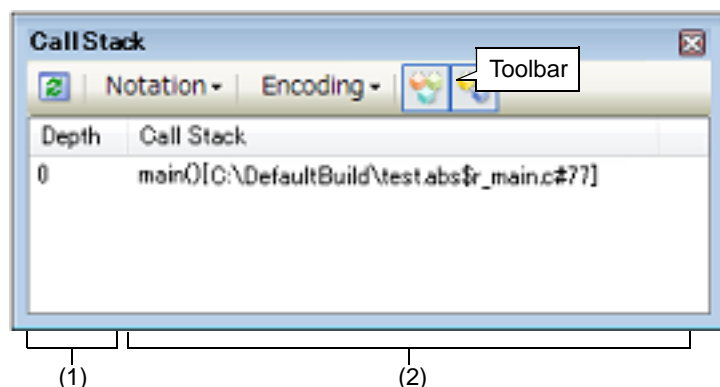 Call Stack
Notation Encoding Toolbar
Depth Call Stack
0 main()[C:\DefaultBuild\test.abs$r_main.c#77]
(1) (2)